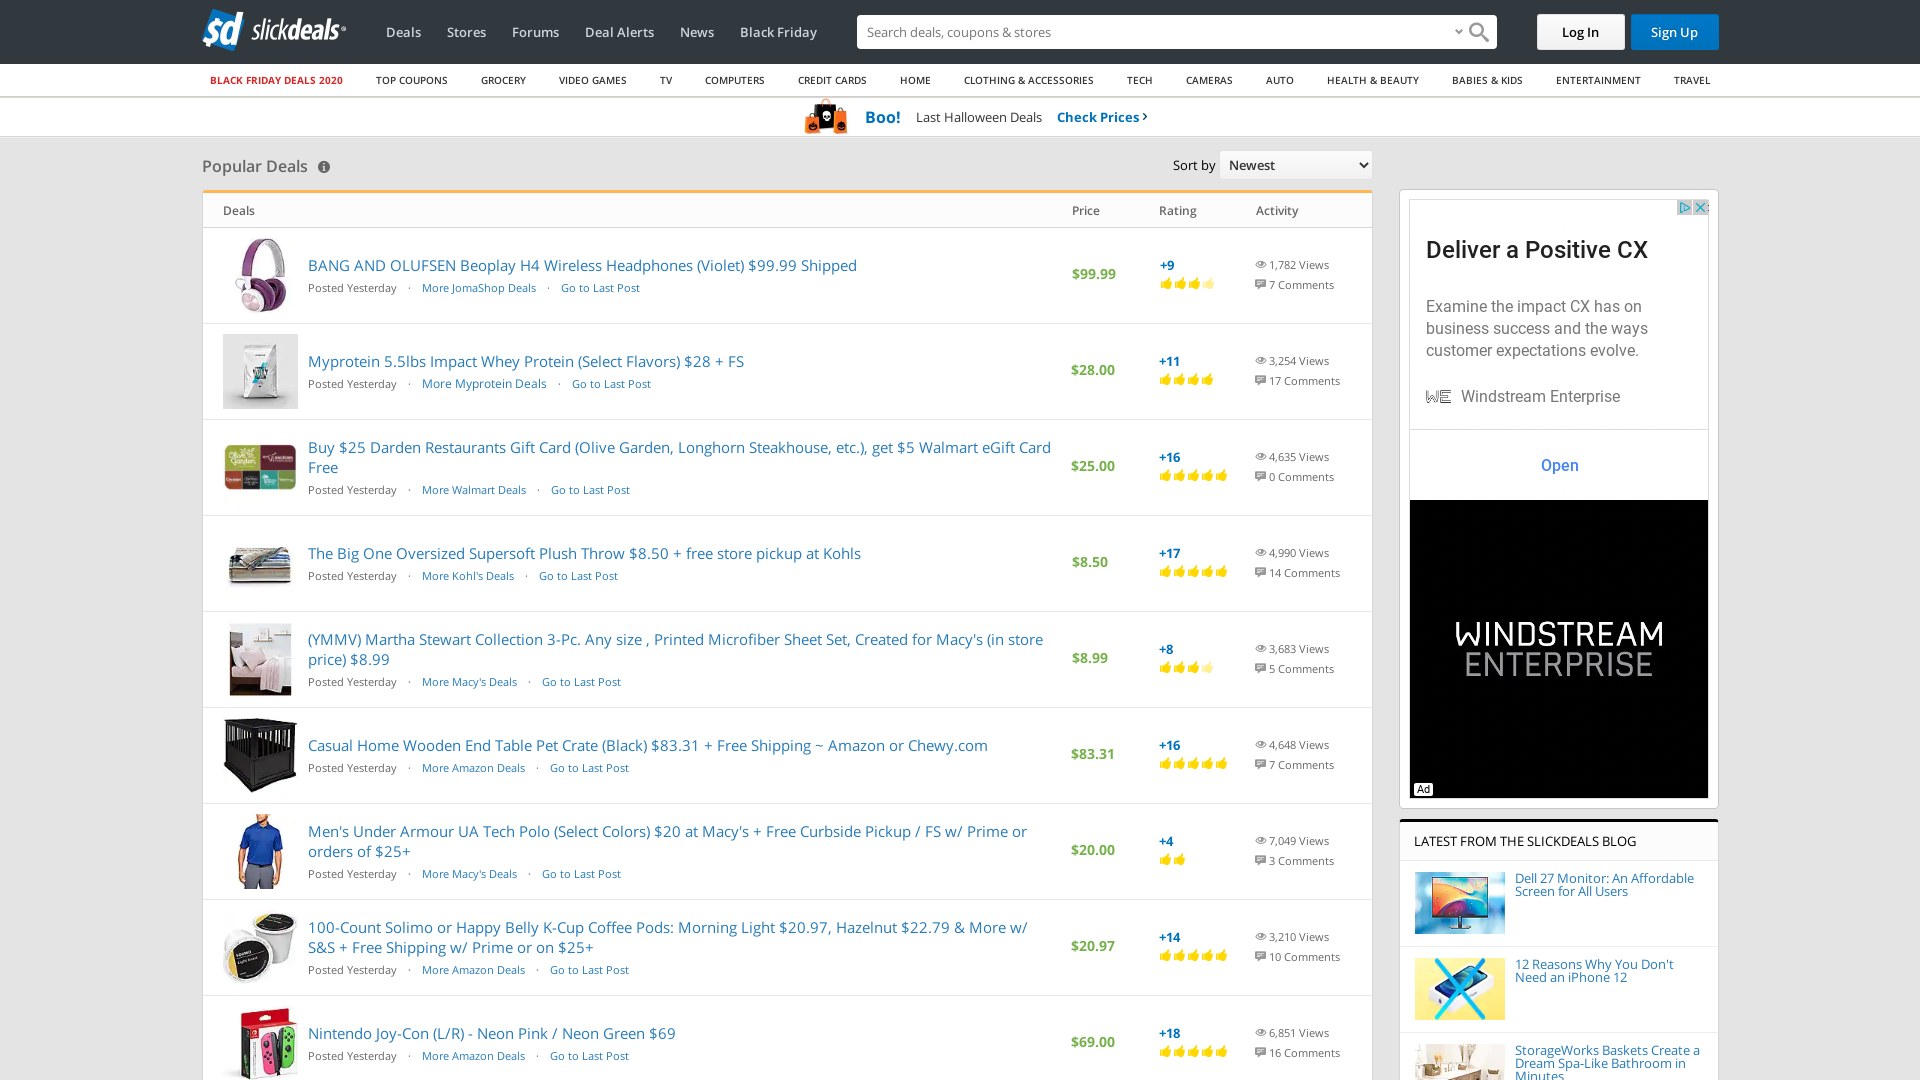 sd slickdeals
Deals Stores Forums Deal Alerts News Black Friday Search deals, coupons & stores Log In Sign Up
BLACK FRIDAY DEALS 2020 TOP COUPONS GROCERY VIDEO GAMES TV COMPUTERS CREDIT CARDS HOME CLOTHING & ACCESSORIES TECH CAMERAS AUTO HEALTH & BEAUTY BABIES & KIDS ENTERTAINMENT TRAVEL
Boo! Last Halloween Deals Check Prices
Popular Deals
Sort by Newest
Deals Price Rating Activity
BANG AND OLUFSEN Beoplay H4 Wireless Headphones (Violet) $99.99 Shipped
Posted Yesterday · More JomaShop Deals · Go to Last Post
$99.99
+9
1,782 Views
7 Comments
Myprotein 5.5lbs Impact Whey Protein (Select Flavors) $28 + FS
Posted Yesterday · More Myprotein Deals · Go to Last Post
$28.00
+11
3,254 Views
17 Comments
Buy $25 Darden Restaurants Gift Card (Olive Garden, Longhorn Steakhouse, etc.), get $5 Walmart eGift Card
Free
Posted Yesterday · More Walmart Deals · Go to Last Post
$25.00
+16
4,635 Views
0 Comments
The Big One Oversized Supersoft Plush Throw $8.50 + free store pickup at Kohls
Posted Yesterday · More Kohl's Deals · Go to Last Post
$8.50
+17
4,990 Views
14 Comments
(YMMV) Martha Stewart Collection 3-Pc. Any size , Printed Microfiber Sheet Set, Created for Macy's (in store
price) $8.99
Posted Yesterday · More Macy's Deals · Go to Last Post
$8.99
+8
3,683 Views
5 Comments
Casual Home Wooden End Table Pet Crate (Black) $83.31 + Free Shipping ~ Amazon or Chewy.com
Posted Yesterday · More Amazon Deals · Go to Last Post
$83.31
+16
4,648 Views
7 Comments
Men's Under Armour UA Tech Polo (Select Colors) $20 at Macy's + Free Curbside Pickup / FS w/ Prime or
orders of $25+
Posted Yesterday · More Macy's Deals · Go to Last Post
$20.00
+4
7,049 Views
3 Comments
100-Count Solimo or Happy Belly K-Cup Coffee Pods: Morning Light $20.97, Hazelnut $22.79 & More w/
S&S + Free Shipping w/ Prime or on $25+
Posted Yesterday · More Amazon Deals · Go to Last Post
$20.97
+14
3,210 Views
10 Comments
Nintendo Joy-Con (L/R) - Neon Pink / Neon Green $69
Posted Yesterday · More Amazon Deals · Go to Last Post
$69.00
+18
6,851 Views
16 Comments
Deliver a Positive CX
Examine the impact CX has on
business success and the ways
customer expectations evolve.
WE Windstream Enterprise
Open
WINDSTREAM
ENTERPRISE
Ad
LATEST FROM THE SLICKDEALS BLOG
Dell 27 Monitor: An Affordable
Screen for All Users
12 Reasons Why You Don't
Need an iPhone 12
StorageWorks Baskets Create a
Dream Spa-Like Bathroom in
Minutes